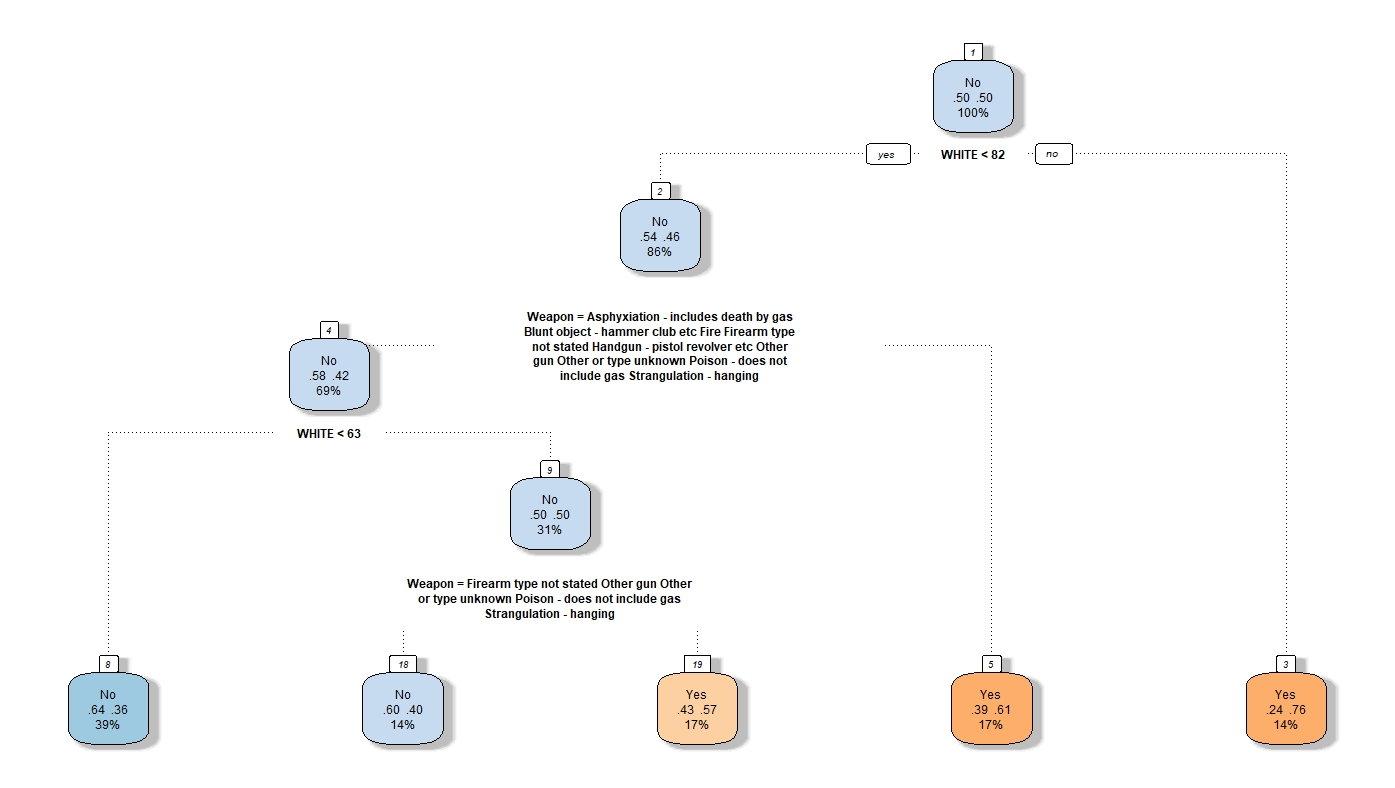 1
No
.50 .50
100%
yes
WHITE < 82
no
2
No
.54 .46
86%
Weapon = Asphyxiation - includes death by gas
Blunt object - hammer club etc Fire Firearm type
not stated Handgun - pistol revolver etc Other
gun Other or type unknown Poison - does not
include gas Strangulation - hanging
4
No
.58 .42
69%
WHITE < 63
9
No
.50 .50
31%
Weapon = Firearm type not stated Other gun Other
or type unknown Poison - does not include gas
Strangulation - hanging
8
No
.64 .36
39%
18
No
.60 .40
14%
19
Yes
.43 .57
17%
5
Yes
.39 .61
17%
3
Yes
.24 .76
14%